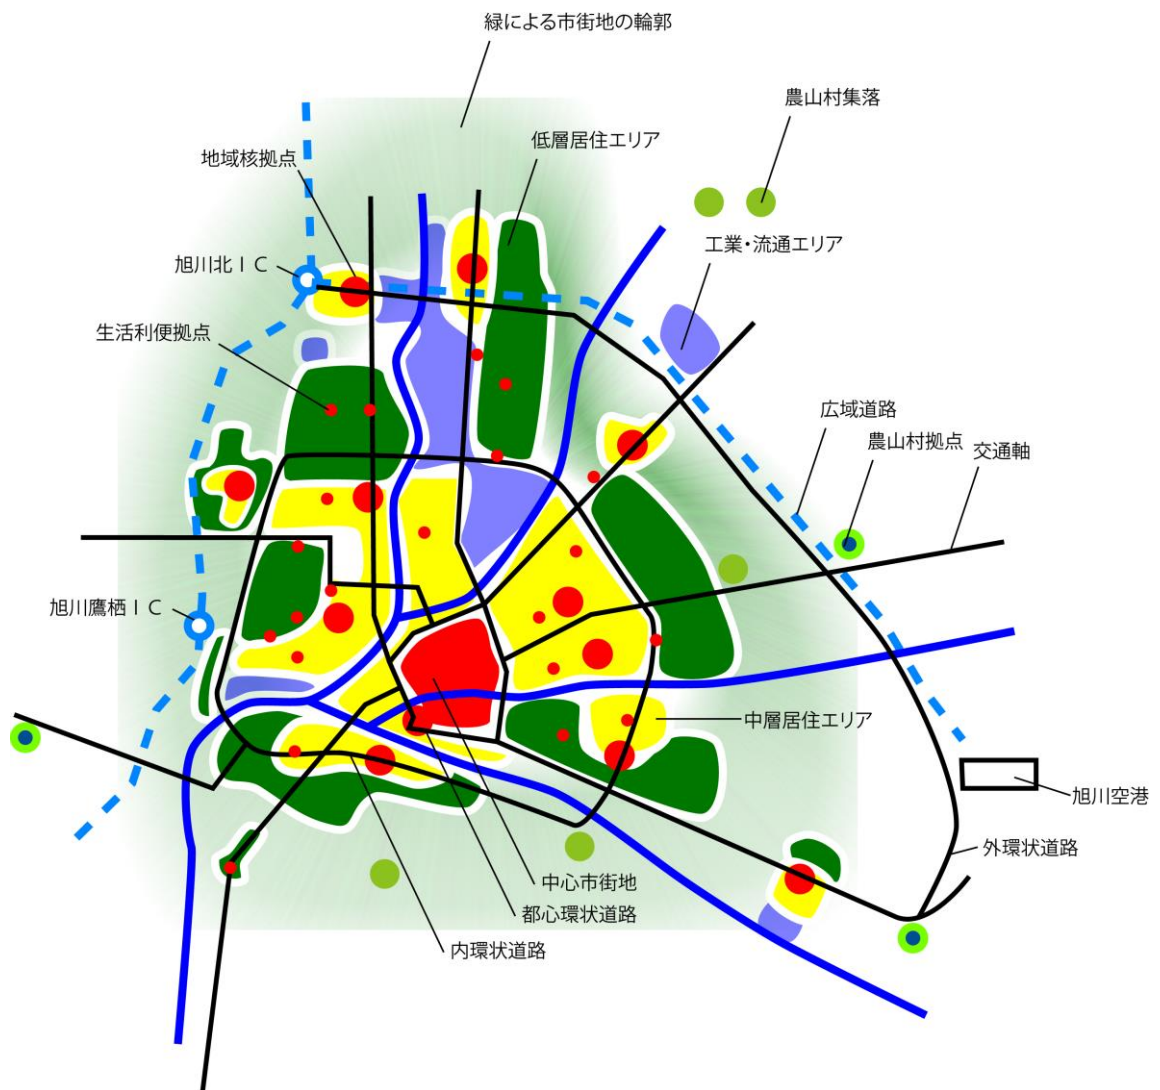 緑による市街地の輪郭
農山村集落
低層居住エリア
地域核拠点
工業・流通エリア
旭川北ＩＣ
生活利便拠点
広域道路
農山村拠点
交通軸
旭川鷹栖ＩＣ
中層居住エリア
旭川空港
外環状道路
中心市街地
都心環状道路
内環状道路